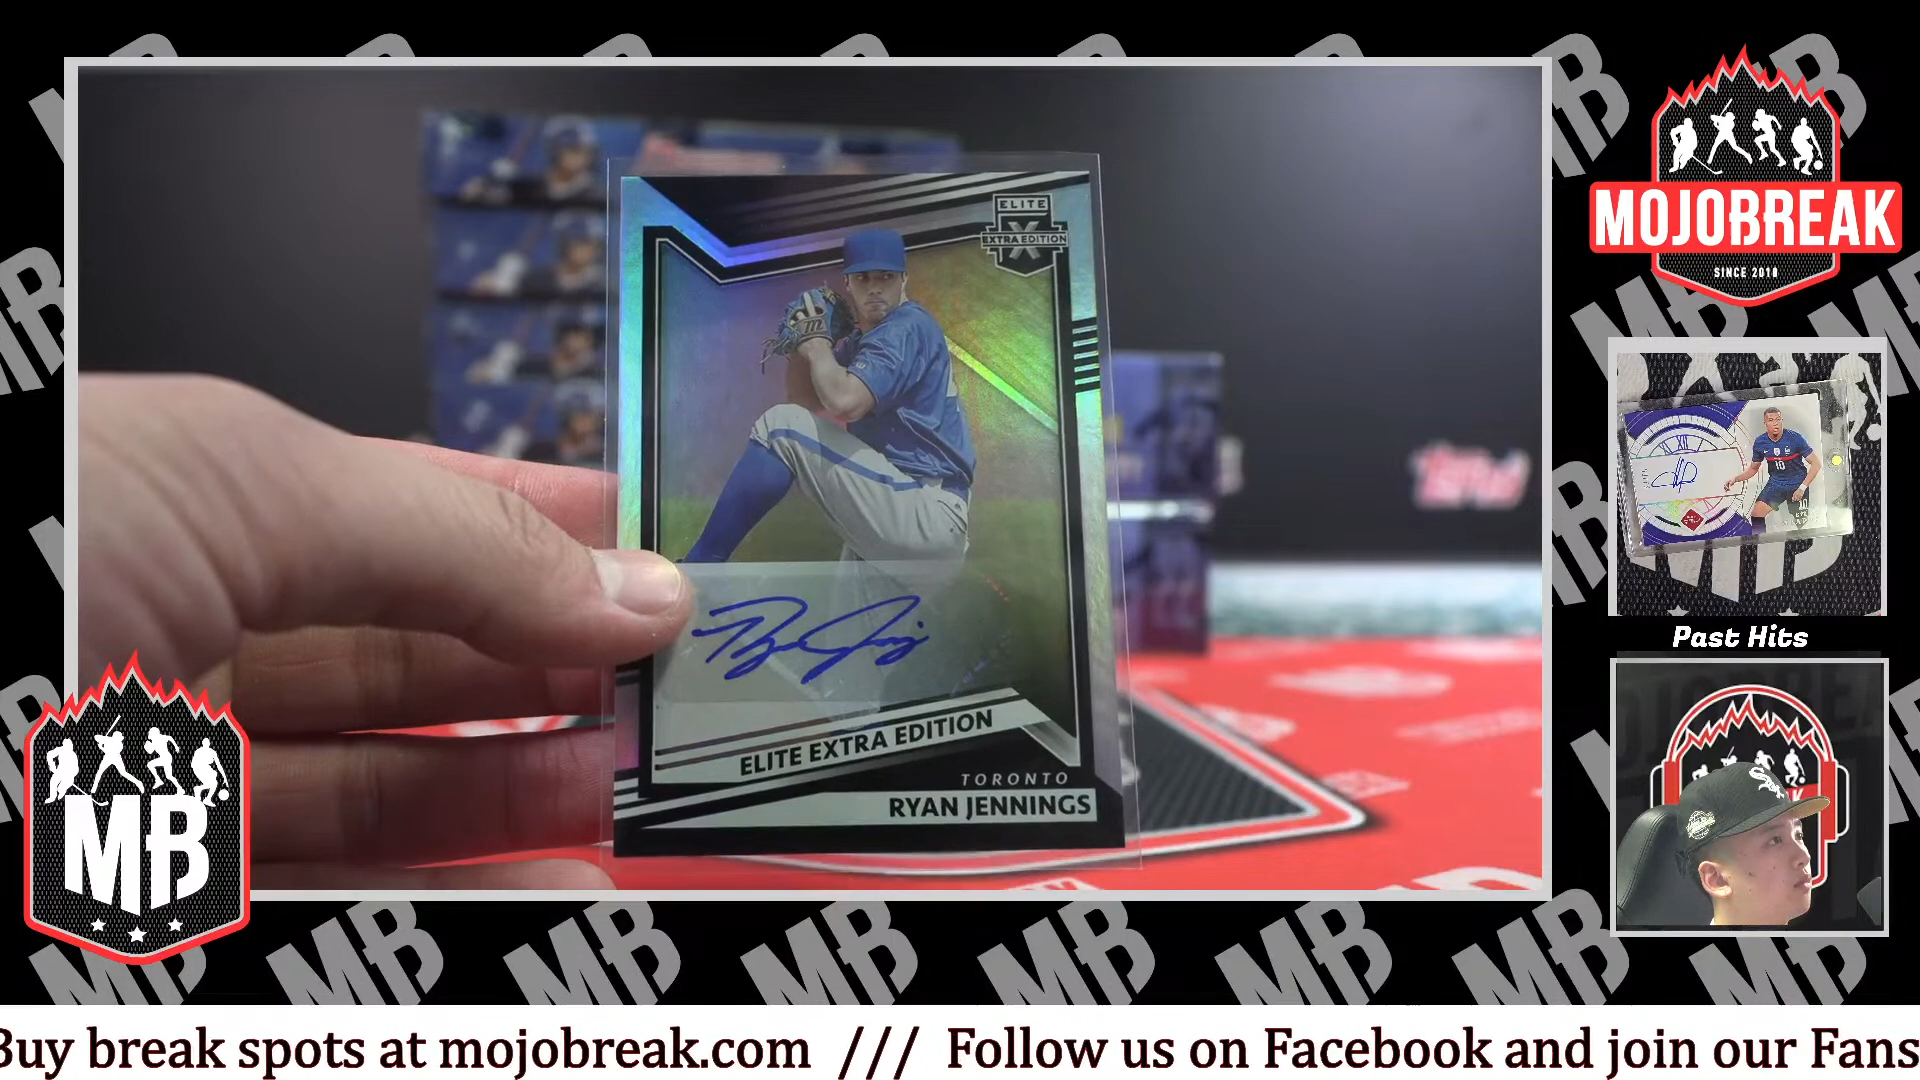 ELITE
EXTRA EDITION
ELITE EXTRA EDITION
TORONTO
RYAN JENNINGS
MOJOBREAK
SINCE 2010
Past Hits
MB
Buy break spots at mojobreak.com /// Follow us on Facebook and join our Fans